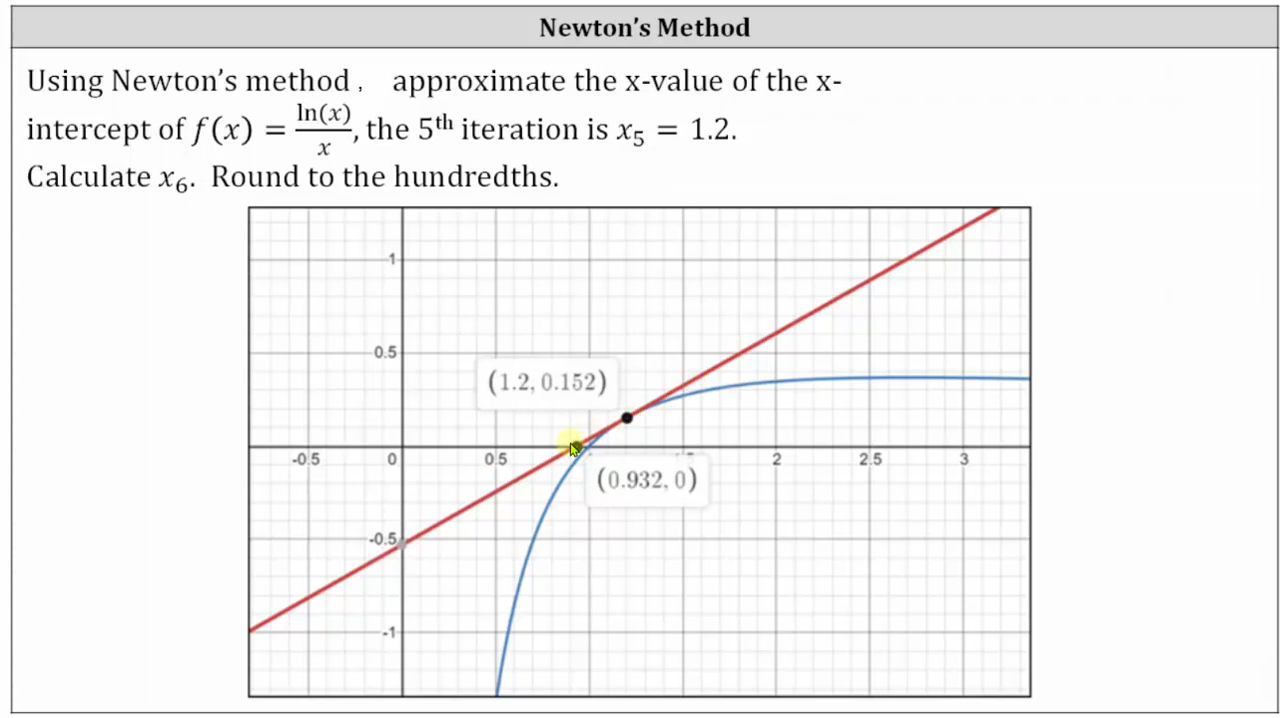 Newton's Method
Using Newton's method, approximate the x-value of the x-
intercept of f(x) = ln(x)/x, the 5th iteration is x₅ = 1.2.
Calculate x₆. Round to the hundredths.
1
0.5
(1.2, 0.152)
-0.5 0 0.5 2 2.5 3
(0.932, 0)
-0.5
-1